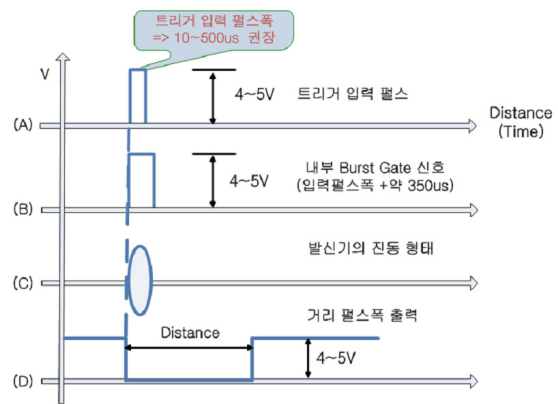 트리거 입력 펄스폭
=> 10~500us 권장
V
4~5V
트리거 입력 펄스
Distance
(Time)
(A)
4~5V
내부 Burst Gate 신호
(입력펄스폭 +약 350us)
(B)
발신기의 진동 형태
(C)
거리 펄스폭 출력
Distance
4~5V
(D)